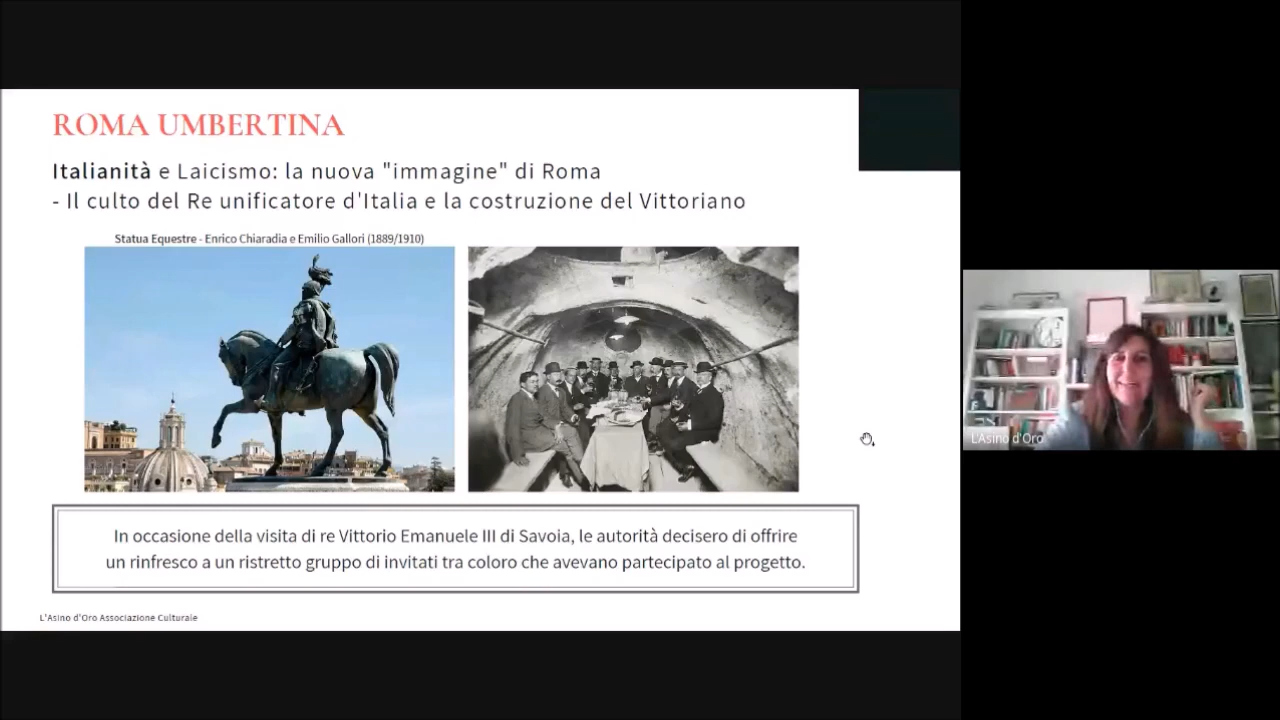 ROMA UMBERTINA
Italianità e Laicismo: la nuova "immagine" di Roma
- Il culto del Re unificatore d'Italia e la costruzione del Vittoriano
Statua Equestre - Enrico Chiaradia e Emilio Gallori (1889/1910)
In occasione della visita di re Vittorio Emanuele III di Savoia, le autorità decisero di offrire
un rinfresco a un ristretto gruppo di invitati tra coloro che avevano partecipato al progetto.
L'Asino d'Oro Associazione Culturale
L'Asino d'Oro